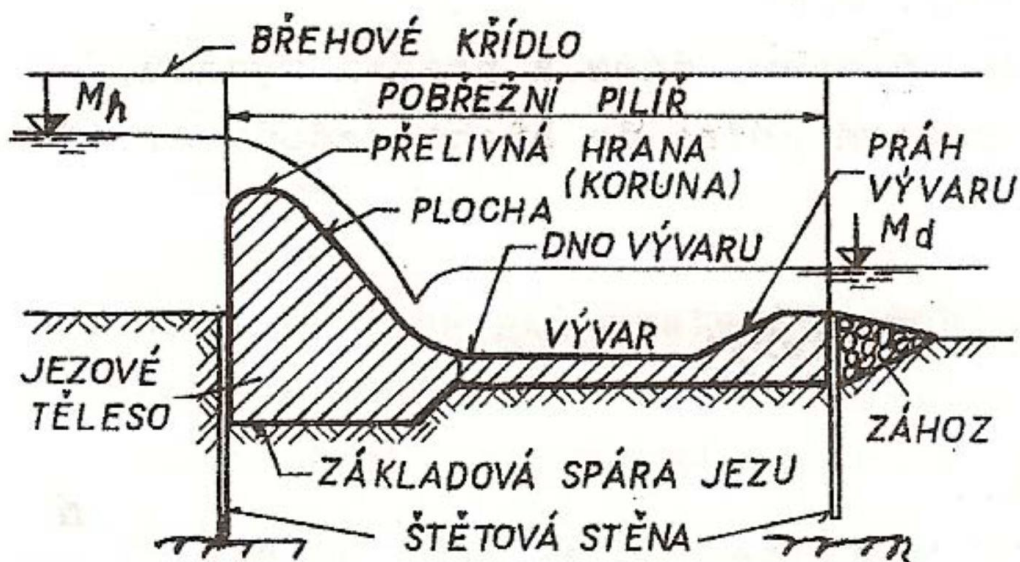 BŘEHOVÉ KŘÍDLO
Mh
POBŘEŽNÍ PILÍŘ
PŘELIVNÁ HRANA
(KORUNA)
PRÁH
VÝVARU
PLOCHA
Md
DNO VÝVARU
VÝVAR
JEZOVÉ
TĚLESO
ZÁHOZ
ZÁKLADOVÁ SPÁRA JEZU
ŠTĚTOVÁ STĚNA